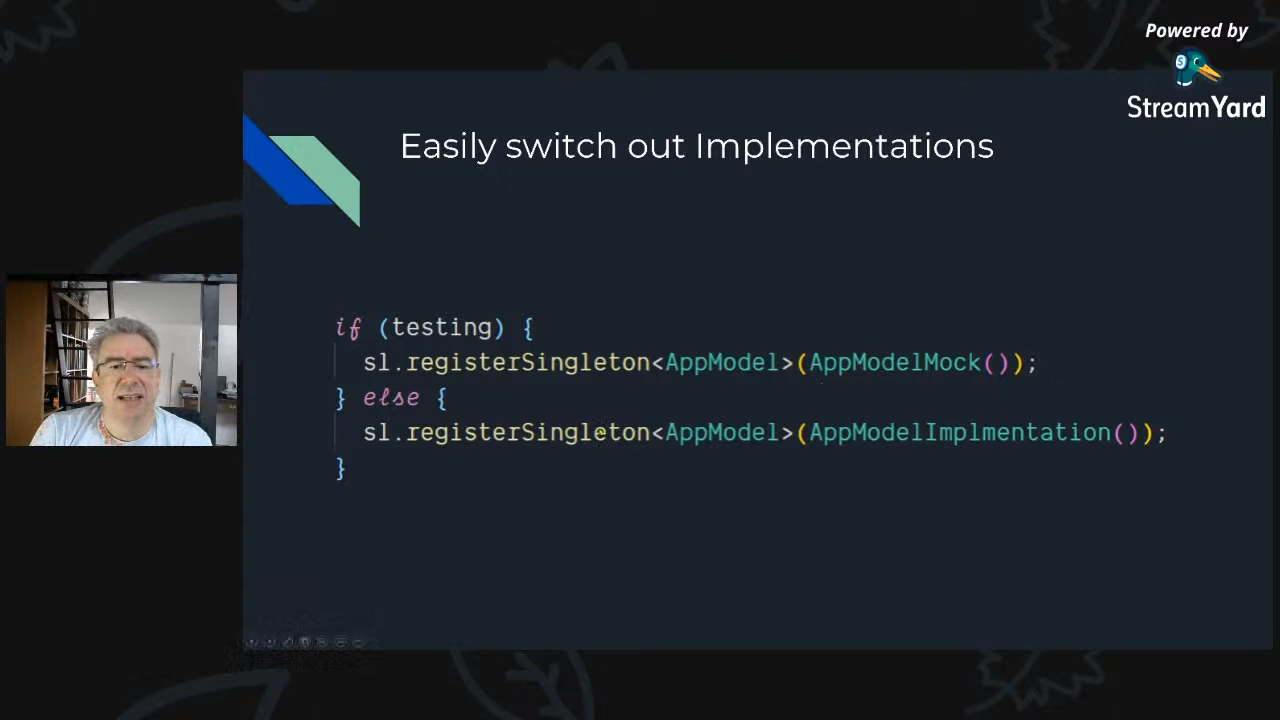 Powered by
StreamYard
Easily switch out Implementations
if (testing) {
sl.registerSingleton<AppModel>(AppModelMock());
} else {
sl.registerSingleton<AppModel>(AppModelImplmentation());
}